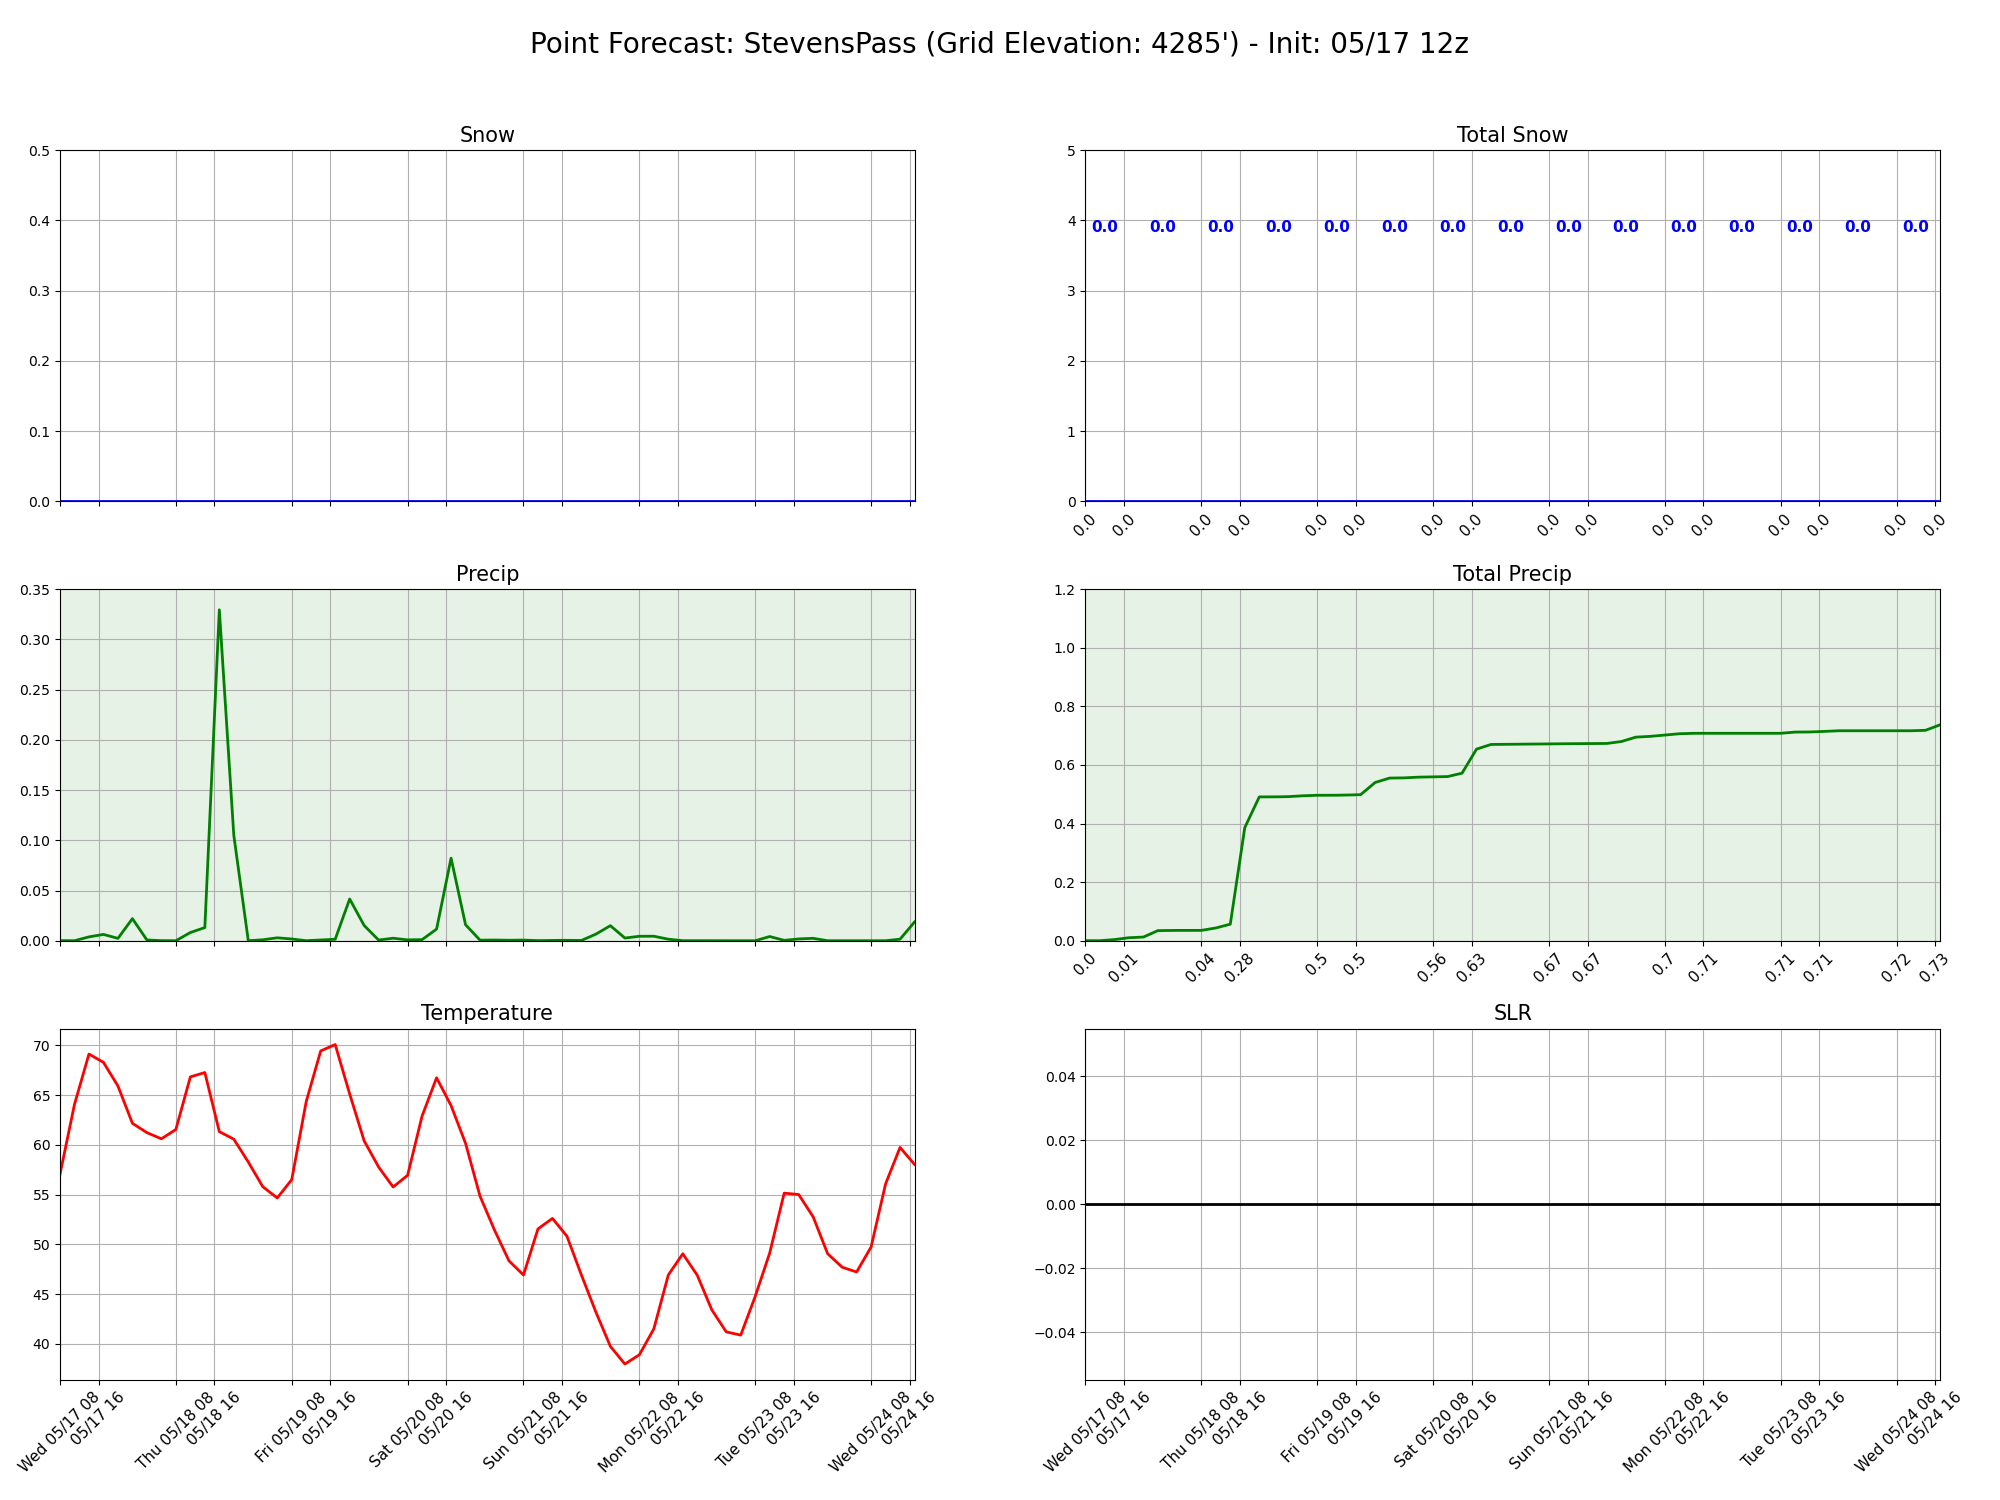 Point Forecast: StevensPass (Grid Elevation: 4285') - Init: 05/17 12z
Snow
0.5
0.4
0.3
0.2
0.1
0.0
Total Snow
5
4
3
2
1
0
0.0 0.0 0.0 0.0 0.0 0.0 0.0 0.0 0.0 0.0 0.0 0.0 0.0 0.0 0.0
0.0 0.0 0.0 0.0 0.0 0.0 0.0 0.0 0.0 0.0 0.0 0.0 0.0 0.0 0.0 0.0
Precip
0.35
0.30
0.25
0.20
0.15
0.10
0.05
0.00
Total Precip
1.2
1.0
0.8
0.6
0.4
0.2
0.0
0.0 0.01 0.04 0.28 0.5 0.5 0.56 0.63 0.67 0.67 0.7 0.71 0.71 0.71 0.72 0.73
Temperature
70
65
60
55
50
45
40
Wed 05/17 08
05/17 16
Thu 05/18 08
05/18 16
Fri 05/19 08
05/19 16
Sat 05/20 08
05/20 16
Sun 05/21 08
05/21 16
Mon 05/22 08
05/22 16
Tue 05/23 08
05/23 16
Wed 05/24 08
05/24 16
SLR
0.04
0.02
0.00
−0.02
−0.04
Wed 05/17 08
05/17 16
Thu 05/18 08
05/18 16
Fri 05/19 08
05/19 16
Sat 05/20 08
05/20 16
Sun 05/21 08
05/21 16
Mon 05/22 08
05/22 16
Tue 05/23 08
05/23 16
Wed 05/24 08
05/24 16